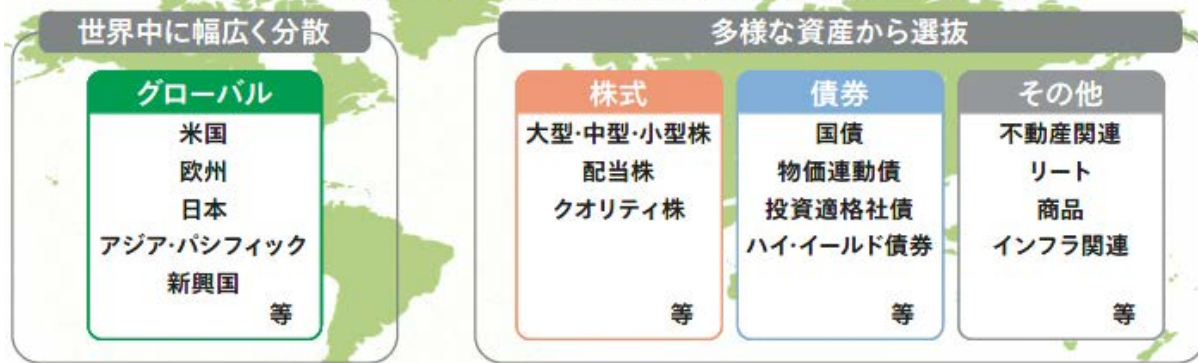 世界中に幅広く分散
グローバル
米国
欧州
日本
アジア・パシフィック
新興国
等
多様な資産から選抜
株式
大型・中型・小型株
配当株
クオリティ株
等
債券
国債
物価連動債
投資適格社債
ハイ・イールド債券
等
その他
不動産関連
リート
商品
インフラ関連
等